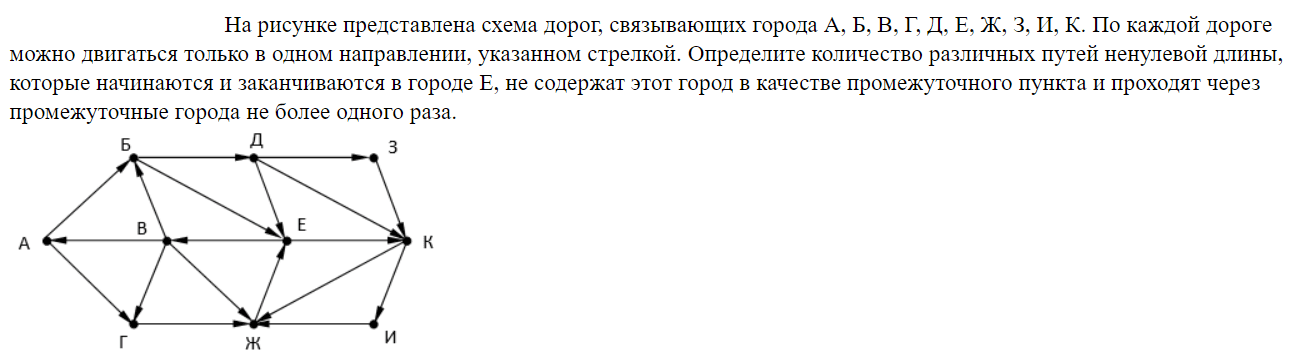 На рисунке представлена схема дорог, связывающих города А, Б, В, Г, Д, Е, Ж, З, И, К. По каждой дороге
можно двигаться только в одном направлении, указанном стрелкой. Определите количество различных путей ненулевой длины,
которые начинаются и заканчиваются в городе Е, не содержат этот город в качестве промежуточного пункта и проходят через
промежуточные города не более одного раза.
Б Д З
А В Е К
Г Ж И